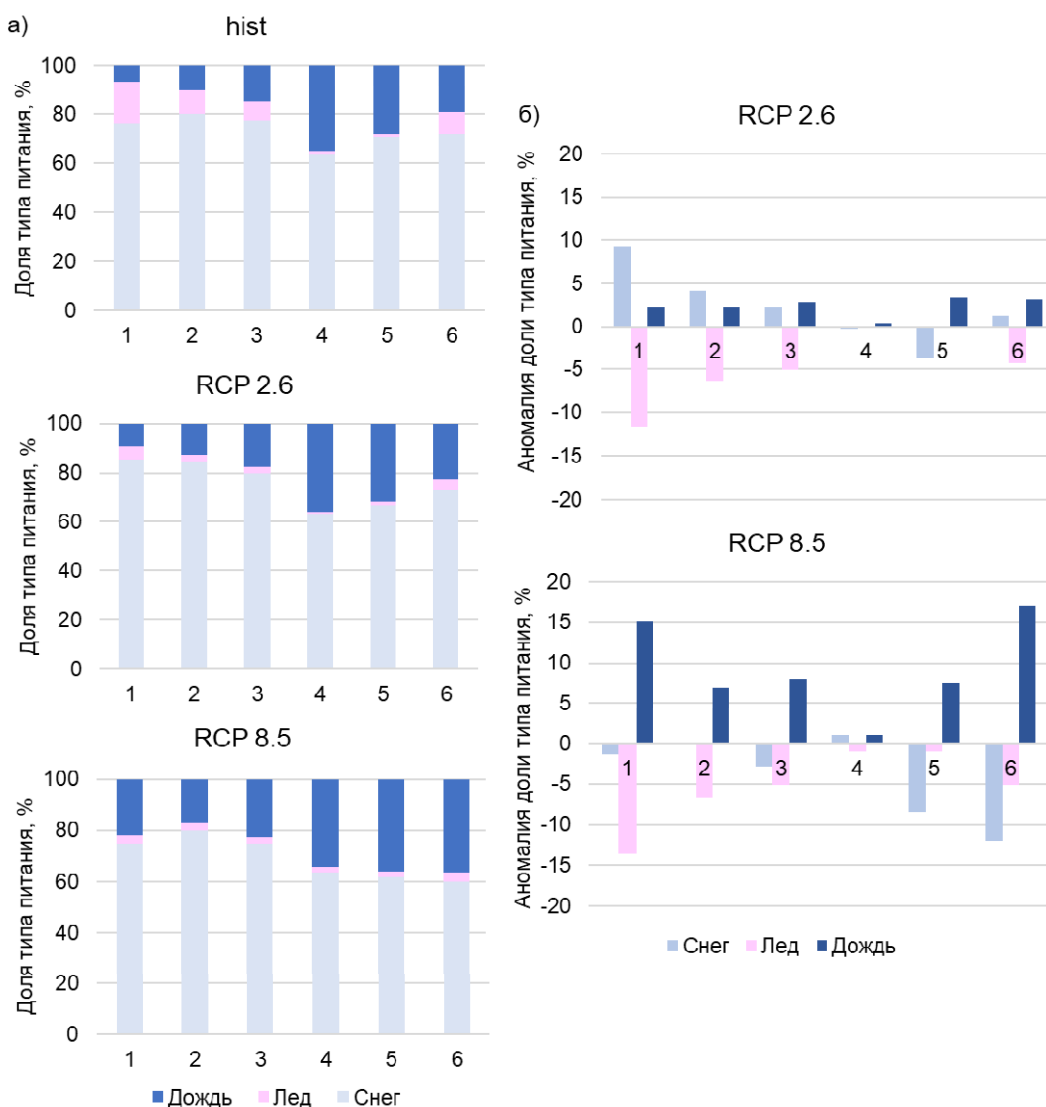 а)
hist
Доля типа питания, %
100
80
60
40
20
0
1 2 3 4 5 6
RCP 2.6
Доля типа питания, %
100
80
60
40
20
0
1 2 3 4 5 6
RCP 8.5
Доля типа питания, %
100
80
60
40
20
0
1 2 3 4 5 6
Дождь Лед Снег
б)
RCP 2.6
Аномалия доли типа питания, %
20
15
10
5
0
-5
-10
-15
-20
1 2 3 4 5 6
RCP 8.5
Аномалия доли типа питания, %
20
15
10
5
0
-5
-10
-15
-20
1 2 3 4 5 6
Снег Лед Дождь